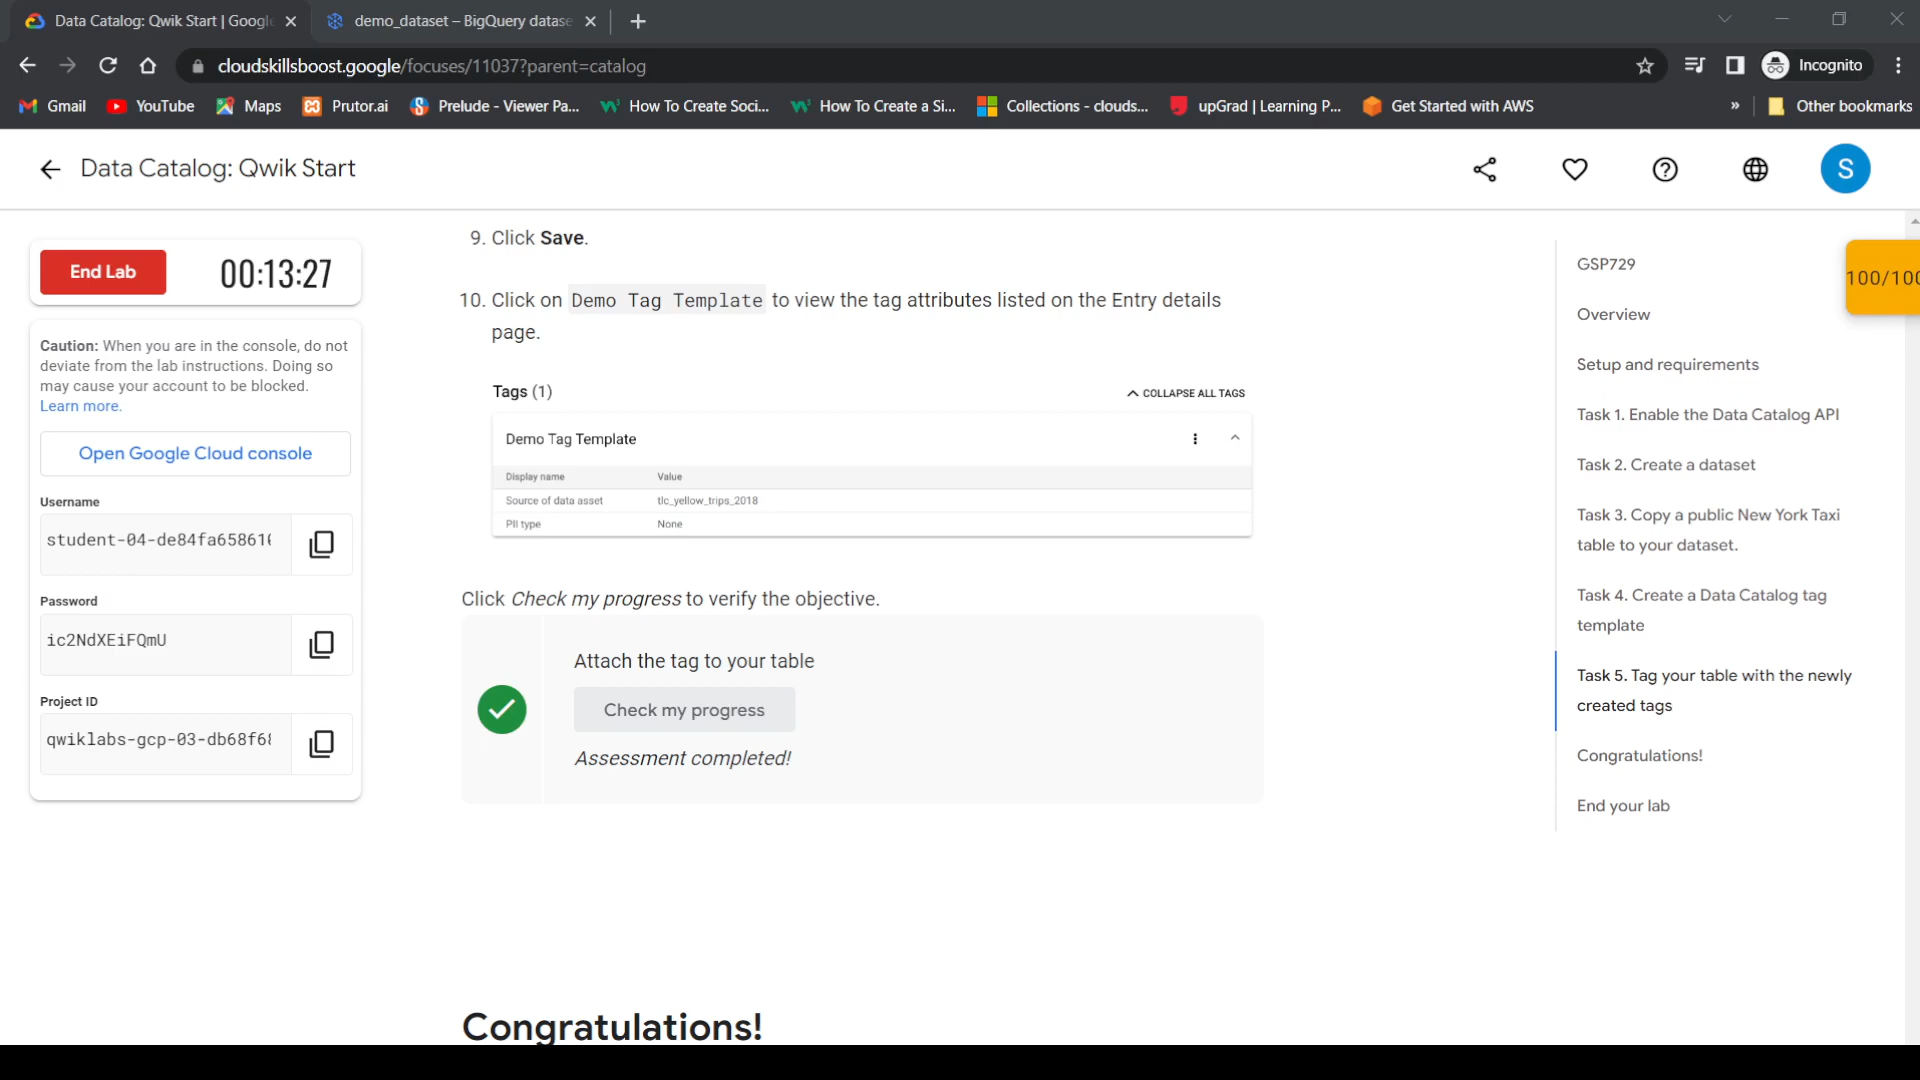 Data Catalog: Qwik Start | Google
demo_dataset – BigQuery datase
cloudskillsboost.google/focuses/11037?parent=catalog
Incognito
Gmail
YouTube
Maps
Prutor.ai
Prelude - Viewer Pa...
How To Create Soci...
How To Create a Si...
Collections - clouds...
upGrad | Learning P...
Get Started with AWS
»
Other bookmarks
Data Catalog: Qwik Start
S
End Lab
00:13:27
Caution: When you are in the console, do not
deviate from the lab instructions. Doing so
may cause your account to be blocked.
Learn more.
Open Google Cloud console
Username
student-04-de84fa65861
Password
ic2NdXEiFQmU
Project ID
qwiklabs-gcp-03-db68f6
9. Click Save.
10. Click on Demo Tag Template to view the tag attributes listed on the Entry details
page.
Tags (1)
COLLAPSE ALL TAGS
Demo Tag Template
Display name Value
Source of data asset tlc_yellow_trips_2018
PII type None
Click Check my progress to verify the objective.
Attach the tag to your table
Check my progress
Assessment completed!
Congratulations!
GSP729
Overview
Setup and requirements
Task 1. Enable the Data Catalog API
Task 2. Create a dataset
Task 3. Copy a public New York Taxi
table to your dataset.
Task 4. Create a Data Catalog tag
template
Task 5. Tag your table with the newly
created tags
Congratulations!
End your lab
100/100